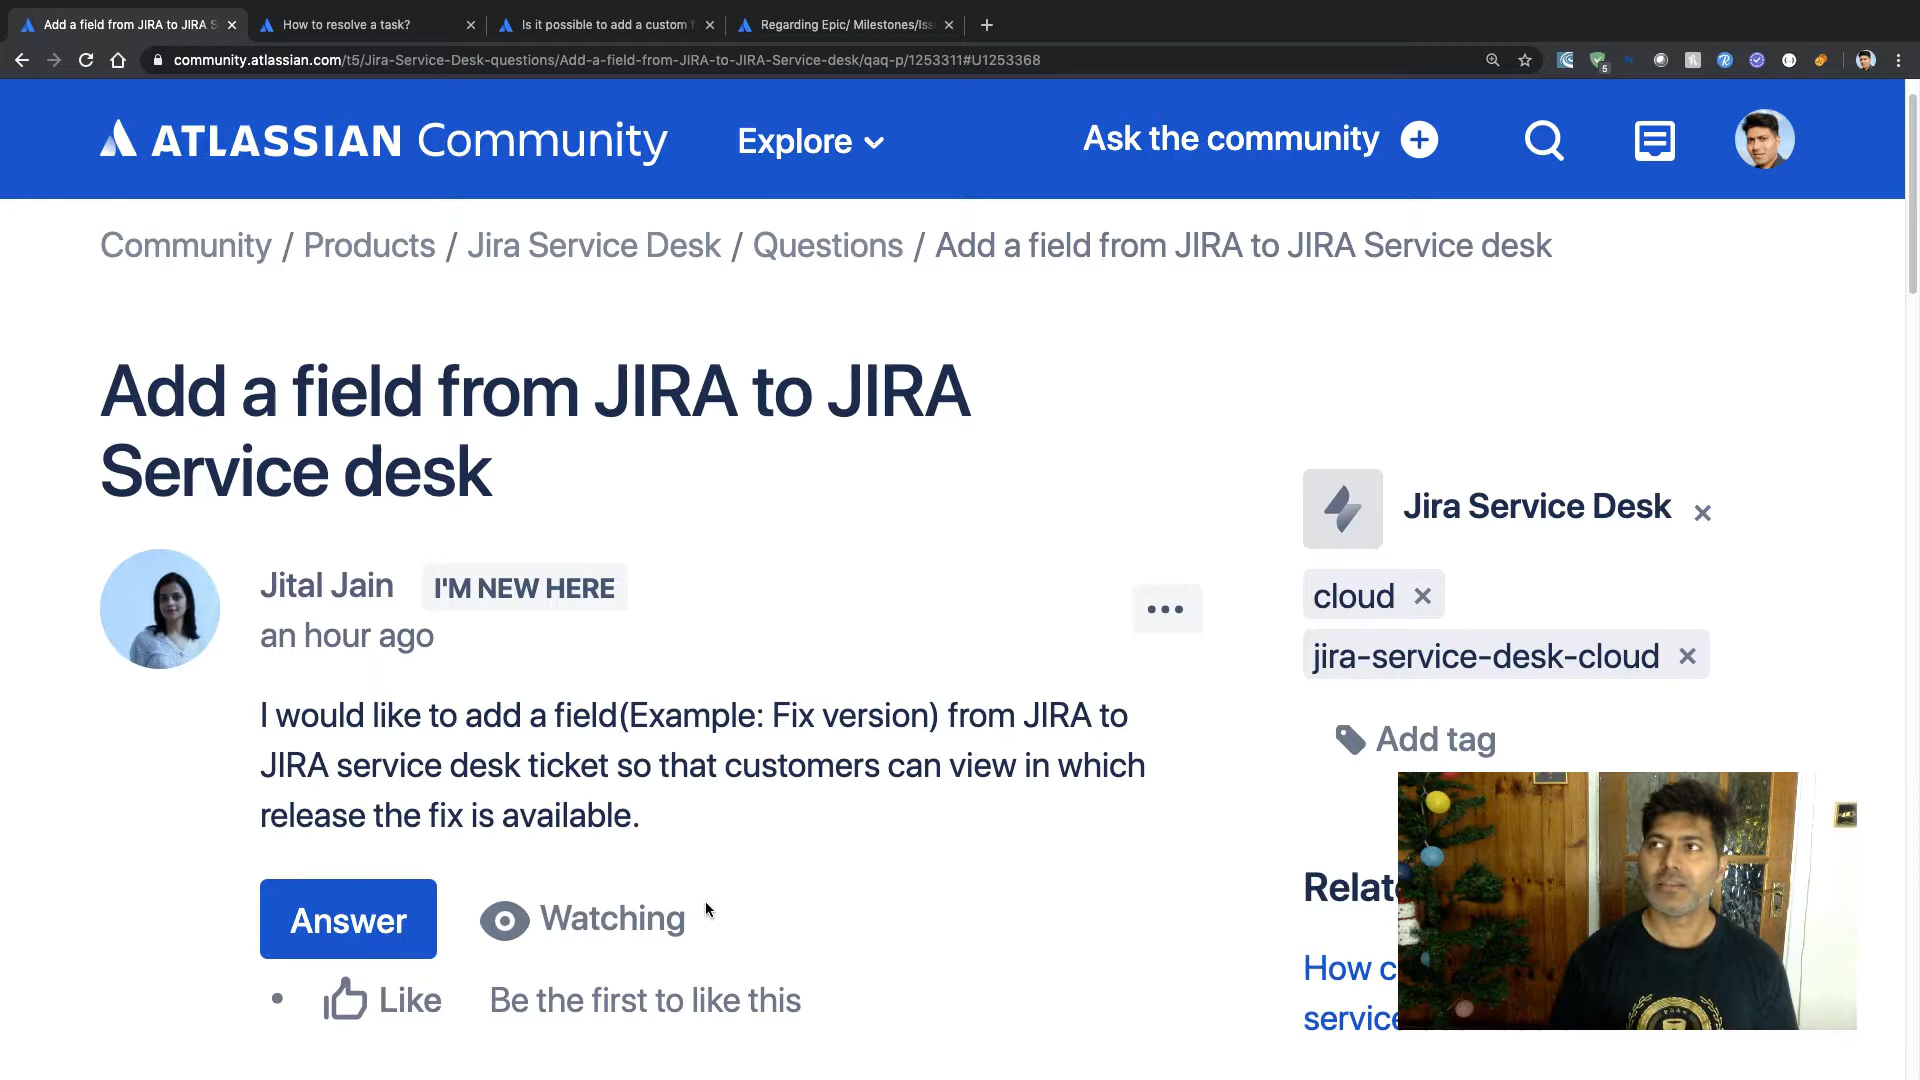 Add a field from JIRA to JIRA S
How to resolve a task?
Is it possible to add a custom f
Regarding Epic/ Milestones/Iss
community.atlassian.com/t5/Jira-Service-Desk-questions/Add-a-field-from-JIRA-to-JIRA-Service-desk/qaq-p/1253311#U1253368
5
ATLASSIAN Community
Explore
Ask the community
Community / Products / Jira Service Desk / Questions / Add a field from JIRA to JIRA Service desk
Add a field from JIRA to JIRA
Service desk
Jital Jain
I'M NEW HERE
an hour ago
I would like to add a field(Example: Fix version) from JIRA to
JIRA service desk ticket so that customers can view in which
release the fix is available.
Answer
Watching
Like
Be the first to like this
Jira Service Desk
cloud
jira-service-desk-cloud
Add tag
Relate
How c
service